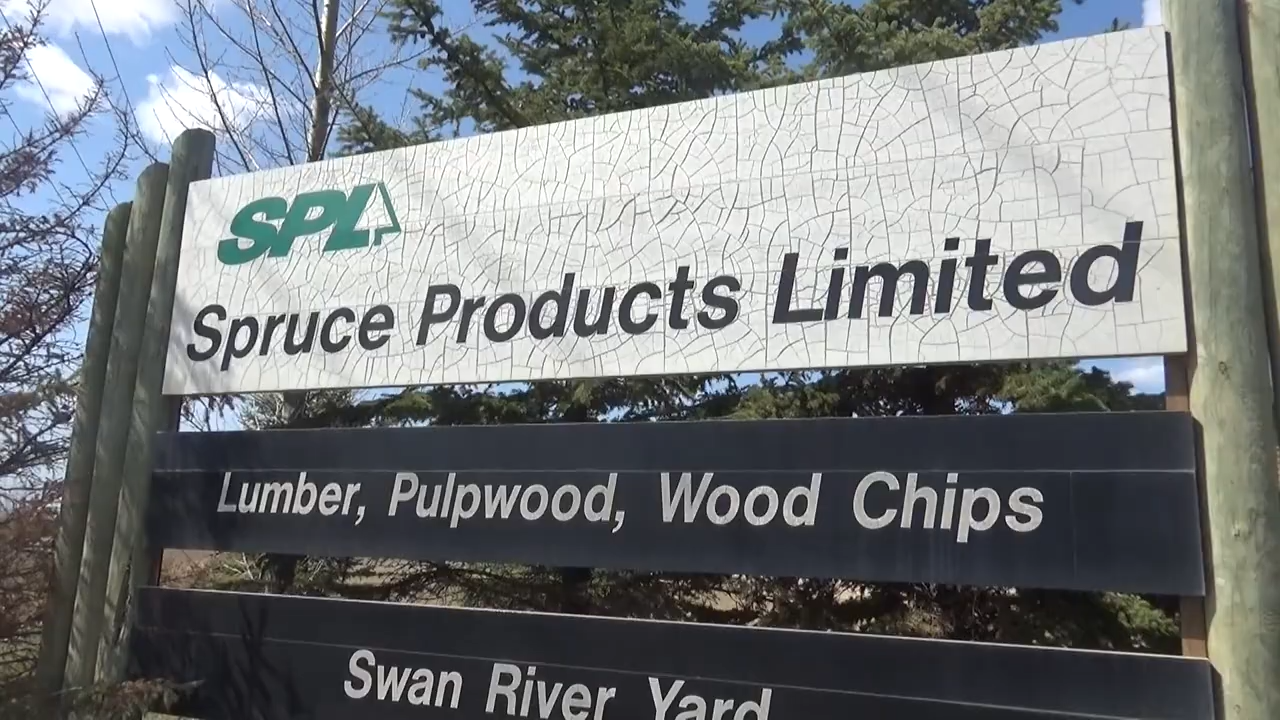 SPL
Spruce Products Limited
Lumber, Pulpwood, Wood Chips
Swan River Yard